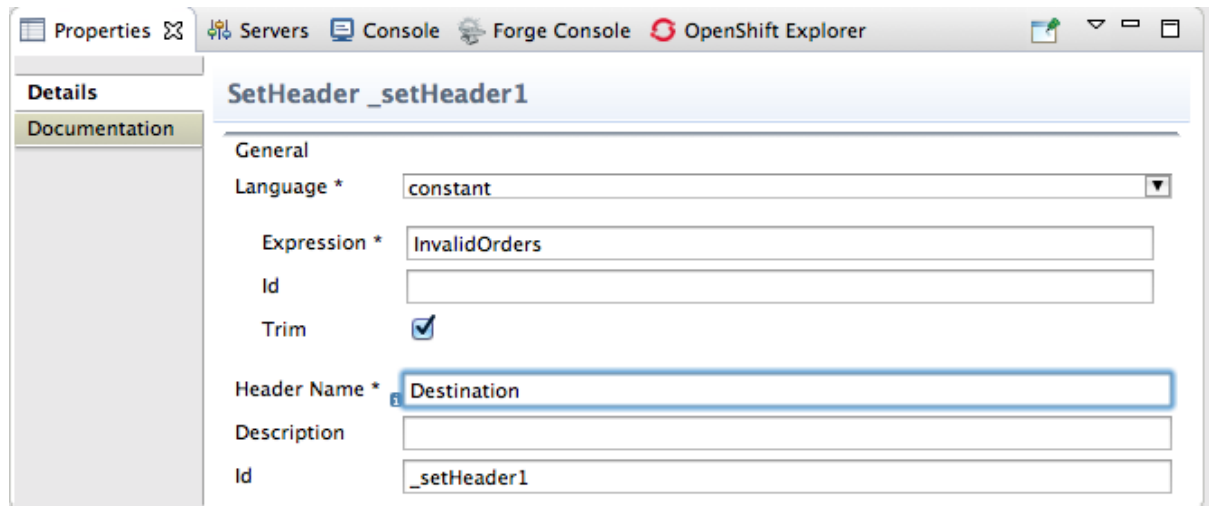 Properties Servers Console Forge Console OpenShift Explorer
Details
Documentation
SetHeader _setHeader1
General
Language * constant
Expression * InvalidOrders
Id
Trim
Header Name * Destination
Description
Id _setHeader1